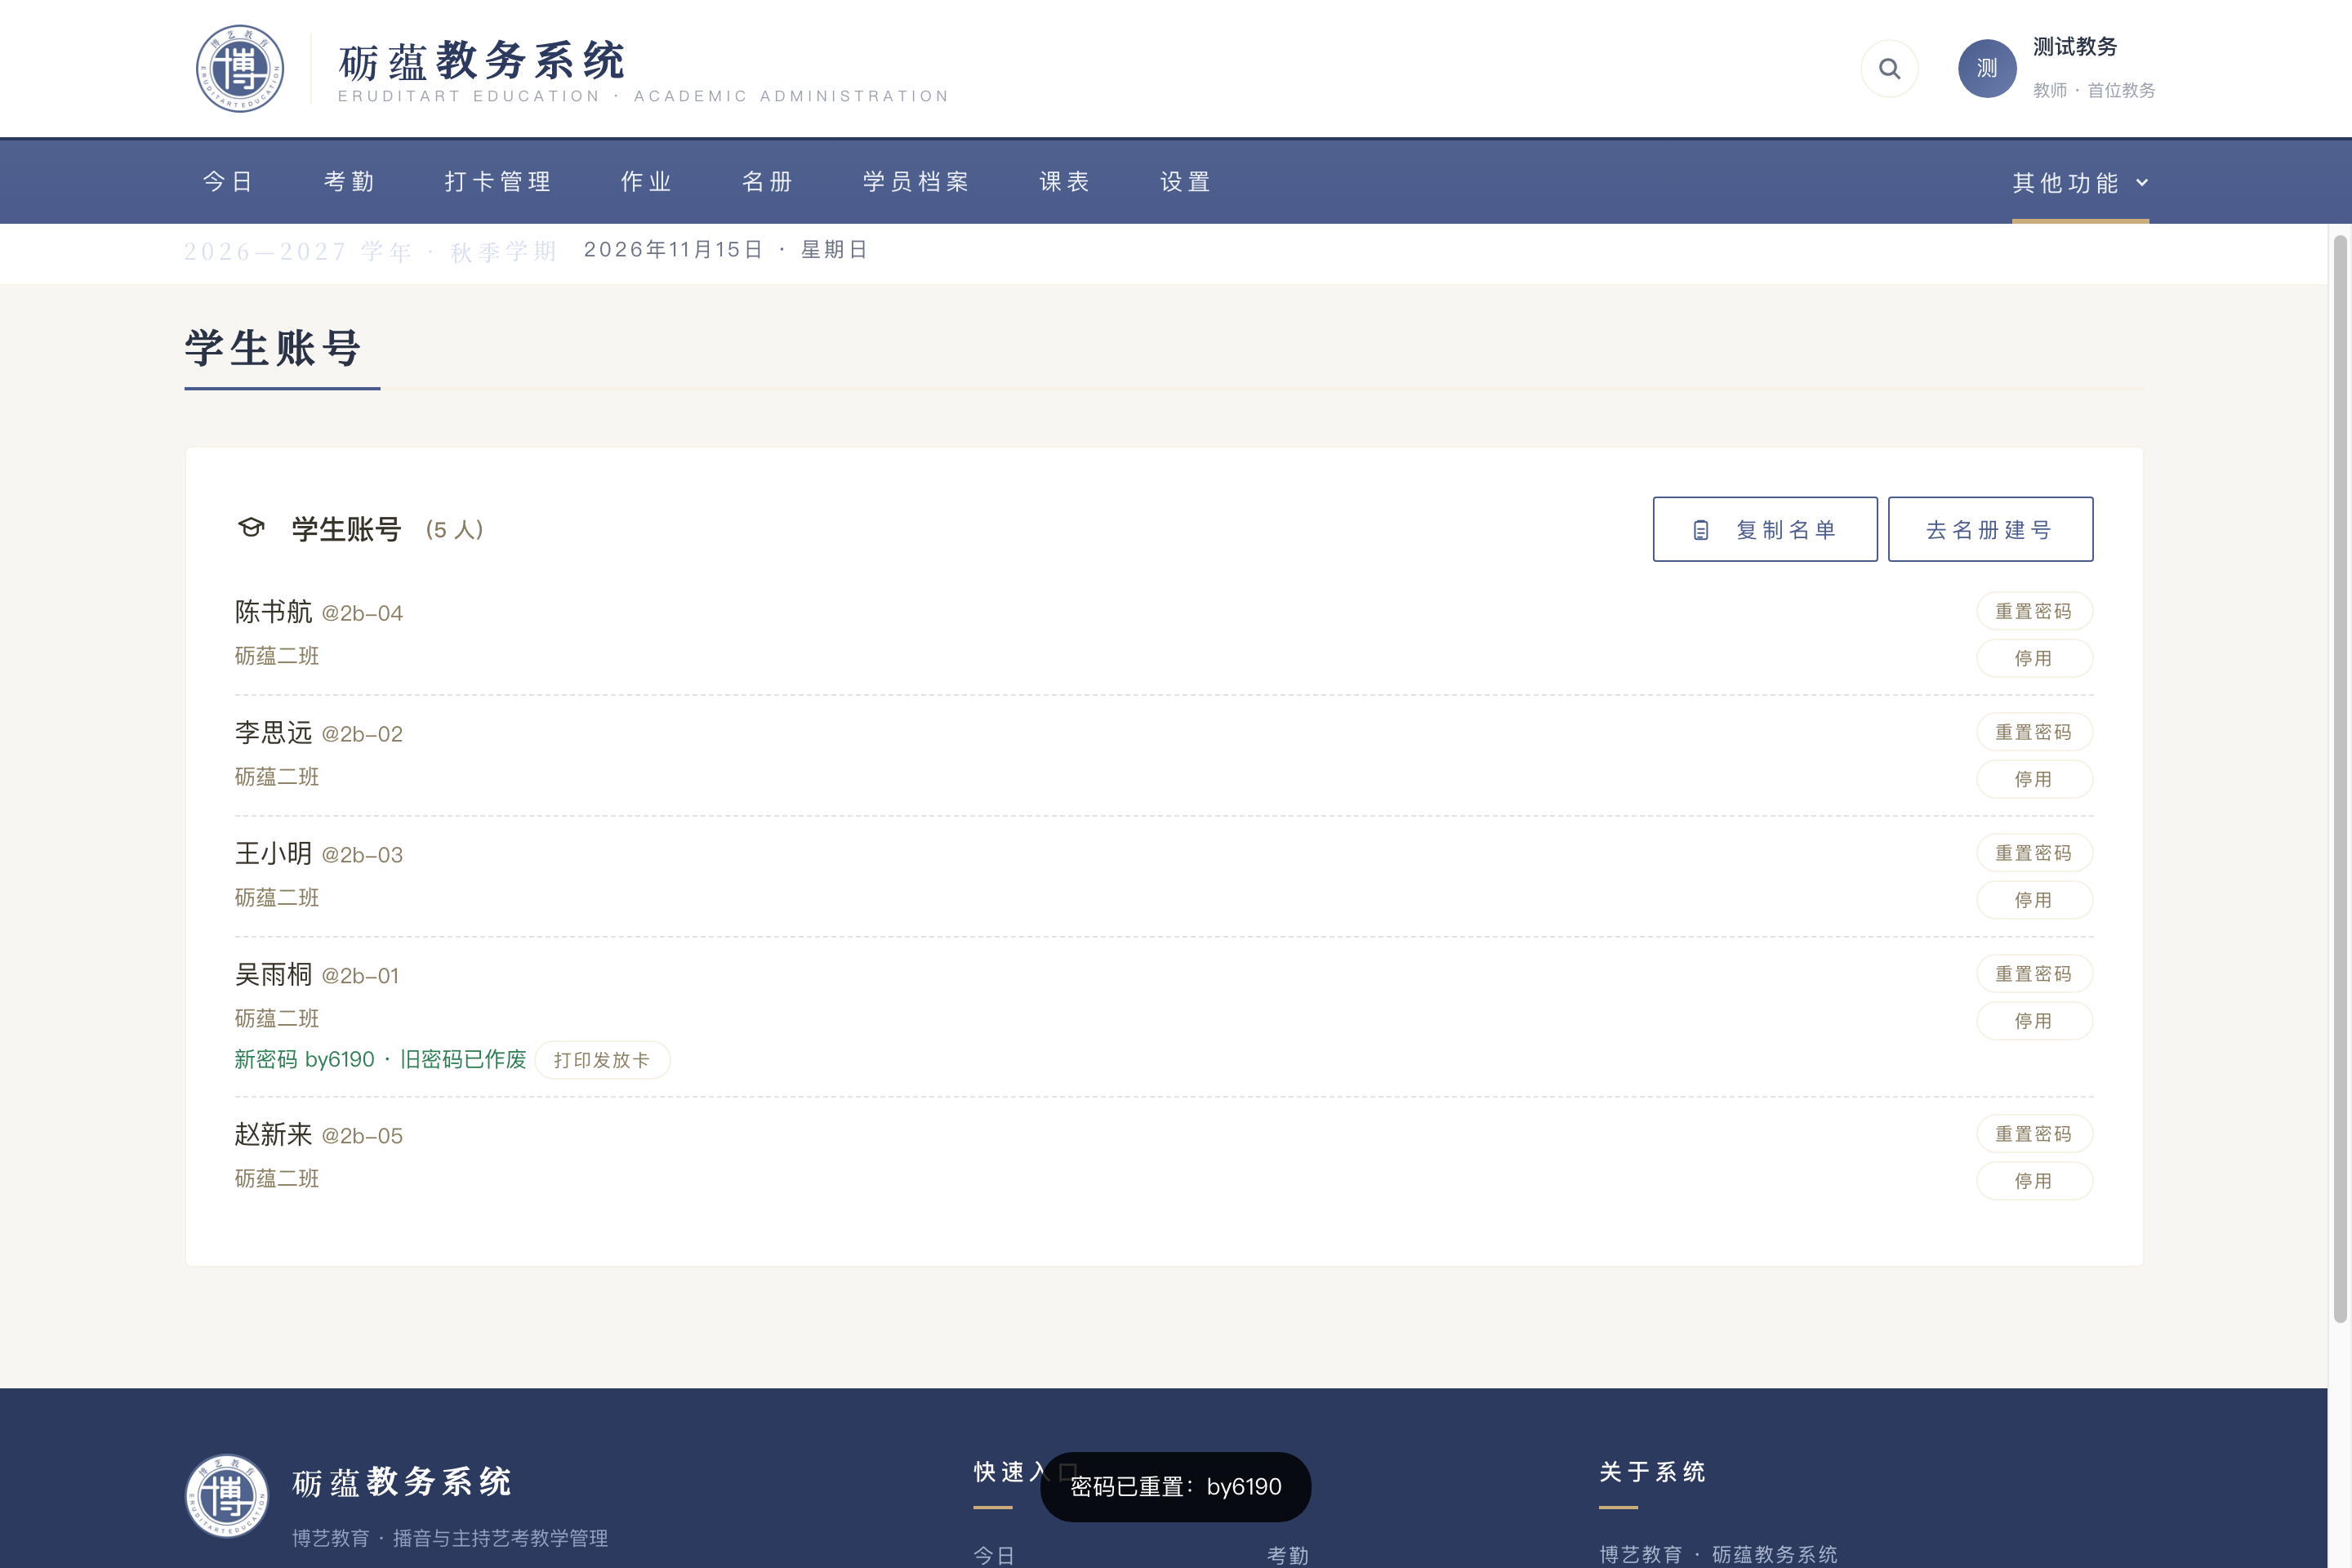 砺蕴教务系统
ERUDITART EDUCATION · ACADEMIC ADMINISTRATION
测
测试教务
教师 · 首位教务
今日 考勤 打卡管理 作业 名册 学员档案 课表 设置 其他功能
2026—2027 学年 · 秋季学期 2026年11月15日 · 星期日
学生账号
学生账号 (5 人) 复制名单 去名册建号
陈书航 @2b-04 重置密码
砺蕴二班 停用
李思远 @2b-02 重置密码
砺蕴二班 停用
王小明 @2b-03 重置密码
砺蕴二班 停用
吴雨桐 @2b-01 重置密码
砺蕴二班 停用
新密码 by6190 · 旧密码已作废 打印发放卡
赵新来 @2b-05 重置密码
砺蕴二班 停用
砺蕴教务系统
博艺教育 · 播音与主持艺考教学管理
快速入口
密码已重置：by6190
今日 考勤
关于系统
博艺教育 · 砺蕴教务系统